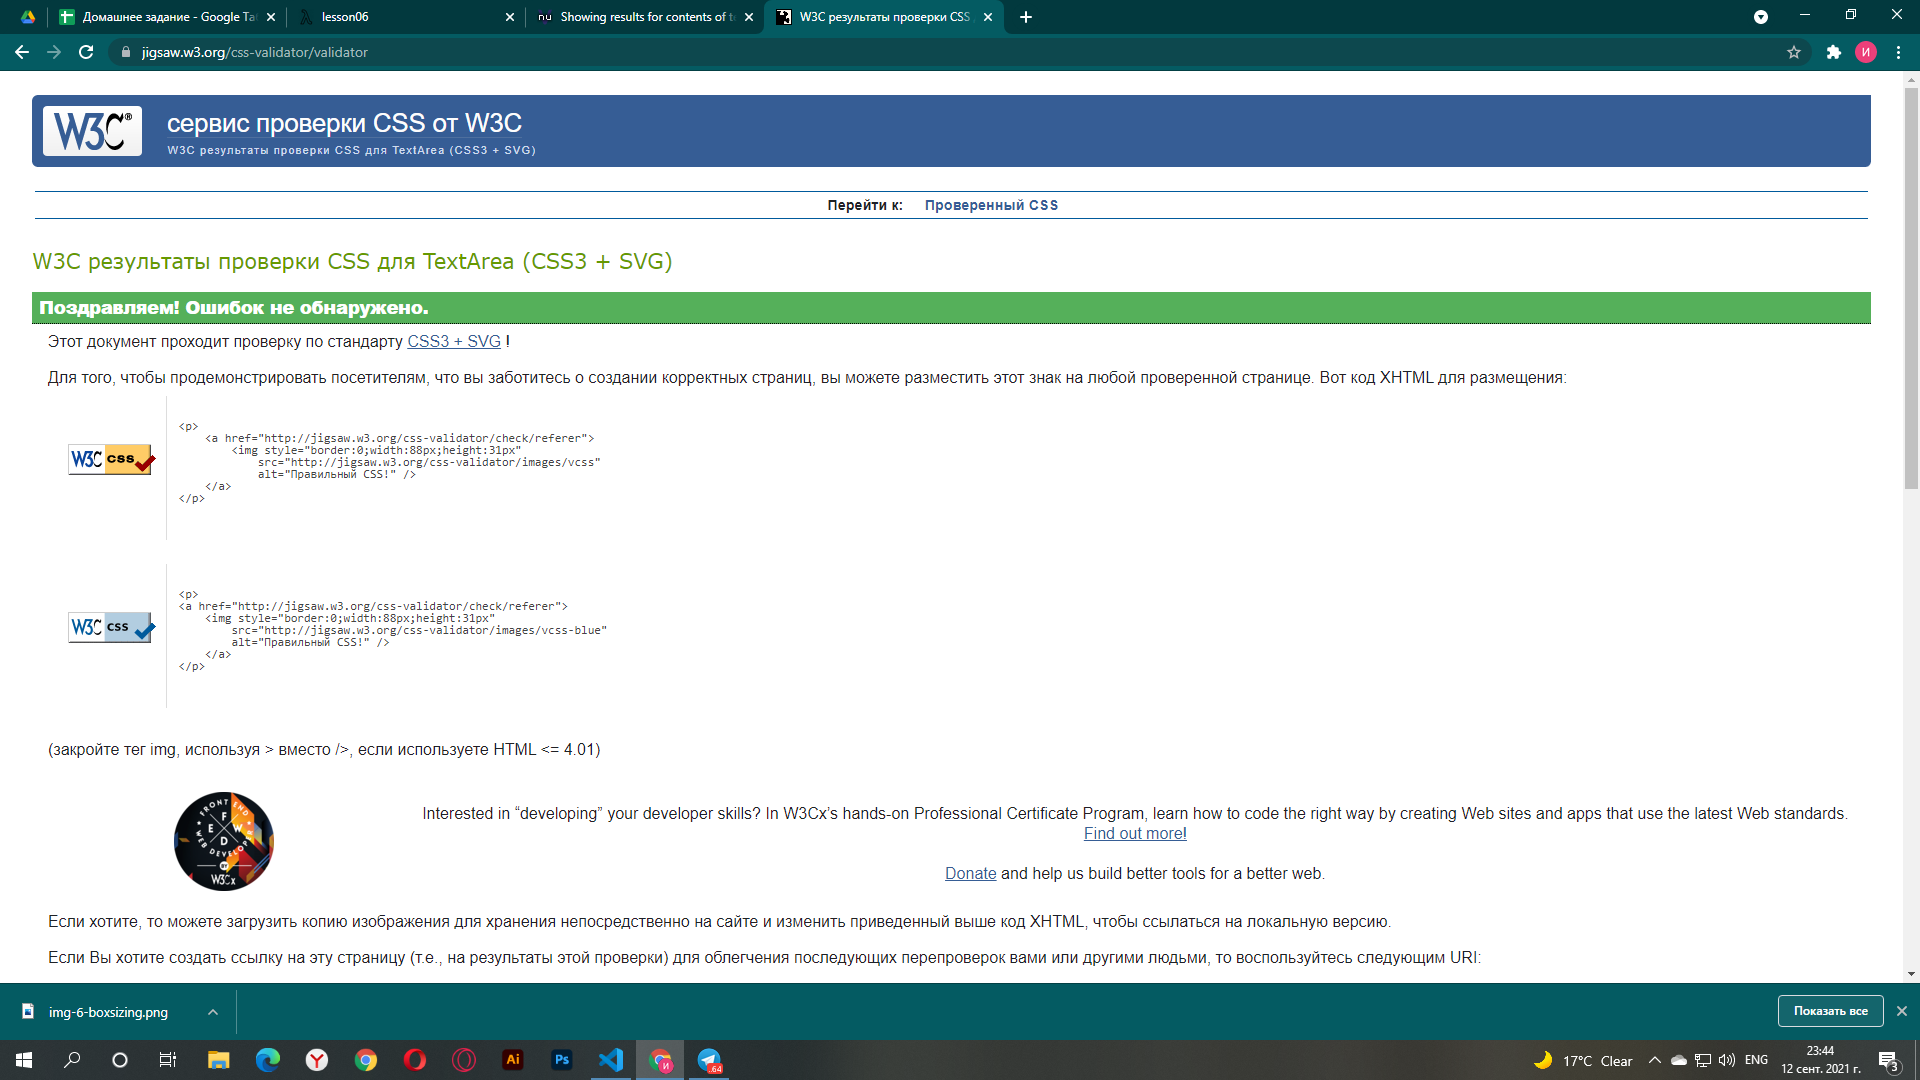 Домашнее задание - Google Таб
lesson06
Showing results for contents of te
W3C результаты проверки CSS
jigsaw.w3.org/css-validator/validator
И
W3C®
сервис проверки CSS от W3C
W3C результаты проверки CSS для TextArea (CSS3 + SVG)
Перейти к: Проверенный CSS
W3C результаты проверки CSS для TextArea (CSS3 + SVG)
Поздравляем! Ошибок не обнаружено.
Этот документ проходит проверку по стандарту CSS3 + SVG !
Для того, чтобы продемонстрировать посетителям, что вы заботитесь о создании корректных страниц, вы можете разместить этот знак на любой проверенной странице. Вот код XHTML для размещения:
W3C css
<p>
<a href="http://jigsaw.w3.org/css-validator/check/referer">
<img style="border:0;width:88px;height:31px"
src="http://jigsaw.w3.org/css-validator/images/vcss"
alt="Правильный CSS!" />
</a>
</p>
W3C css
<p>
<a href="http://jigsaw.w3.org/css-validator/check/referer">
<img style="border:0;width:88px;height:31px"
src="http://jigsaw.w3.org/css-validator/images/vcss-blue"
alt="Правильный CSS!" />
</a>
</p>
(закройте тег img, используя > вместо />, если используете HTML <= 4.01)
FRONT END
F
E W
D
WEB DEVELOPER
BY
W3Cx
Interested in “developing” your developer skills? In W3Cx’s hands-on Professional Certificate Program, learn how to code the right way by creating Web sites and apps that use the latest Web standards.
Find out more!
Donate and help us build better tools for a better web.
Если хотите, то можете загрузить копию изображения для хранения непосредственно на сайте и изменить приведенный выше код XHTML, чтобы ссылаться на локальную версию.
Если Вы хотите создать ссылку на эту страницу (т.е., на результаты этой проверки) для облегчения последующих перепроверок вами или другими людьми, то воспользуйтесь следующим URI:
img-6-boxsizing.png
Показать все
Ai
Ps
И
.64
17°C Clear
ENG
23:44
12 сент. 2021 г.
3